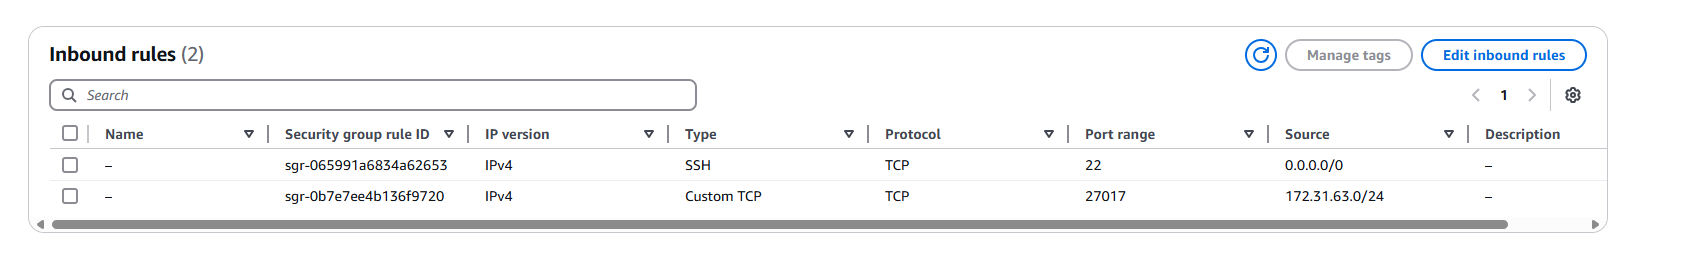 Inbound rules (2)
Manage tags
Edit inbound rules
Search
1
Name Security group rule ID IP version Type Protocol Port range Source Description
– sgr-065991a6834a62653 IPv4 SSH TCP 22 0.0.0.0/0 –
– sgr-0b7e7ee4b136f9720 IPv4 Custom TCP TCP 27017 172.31.63.0/24 –